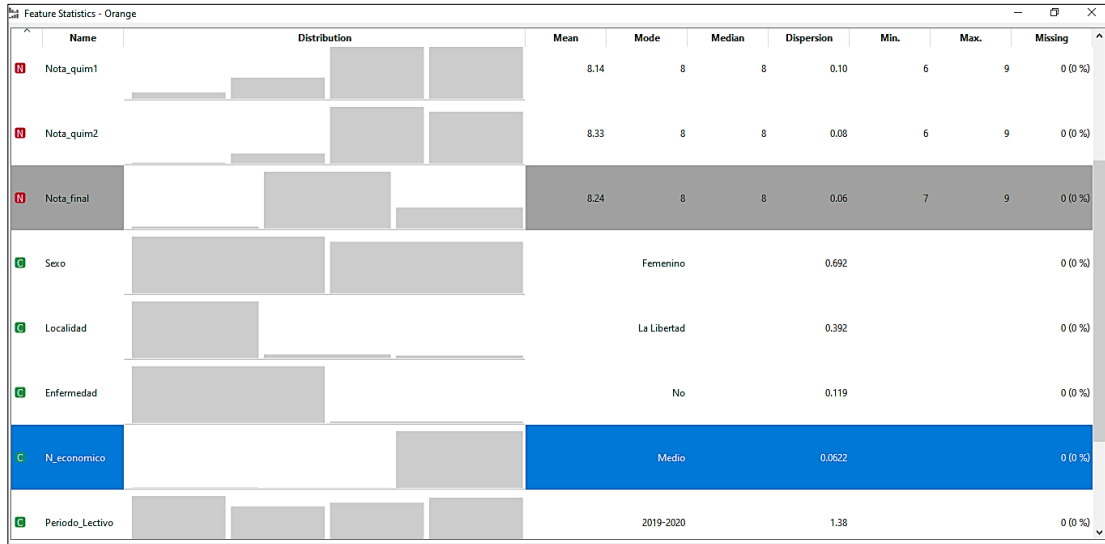 Feature Statistics - Orange
Name Distribution Mean Mode Median Dispersion Min. Max. Missing
N Nota_quim1 8.14 8 8 0.10 6 9 0 (0 %)
N Nota_quim2 8.33 8 8 0.08 6 9 0 (0 %)
N Nota_final 8.24 8 8 0.06 7 9 0 (0 %)
C Sexo Femenino 0.692 0 (0 %)
C Localidad La Libertad 0.392 0 (0 %)
C Enfermedad No 0.119 0 (0 %)
C N_economico Medio 0.0622 0 (0 %)
C Periodo_Lectivo 2019-2020 1.38 0 (0 %)